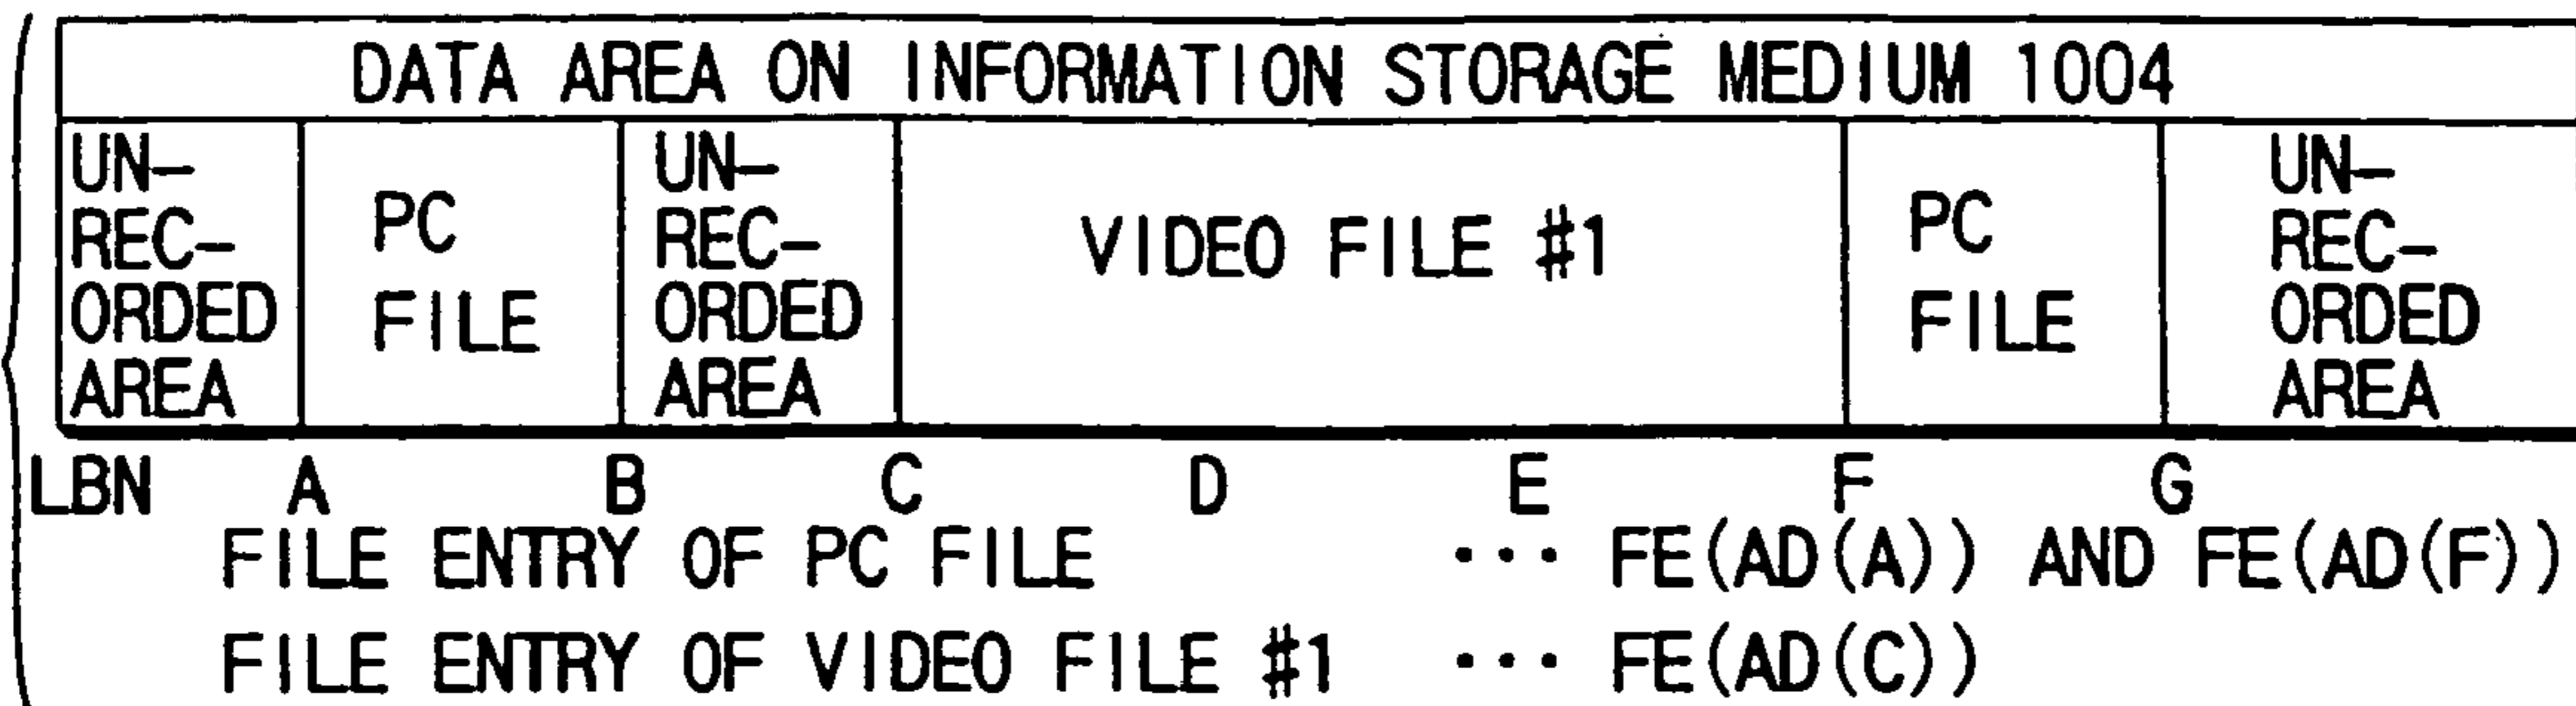 DATA AREA ON INFORMATION STORAGE MEDIUM 1004
UN-
REC-
ORDED
AREA
PC
FILE
UN-
REC-
ORDED
AREA
VIDEO FILE #1
PC
FILE
UN-
REC-
ORDED
AREA
LBN A B C D E F G
FILE ENTRY OF PC FILE ··· FE(AD(A)) AND FE(AD(F))
FILE ENTRY OF VIDEO FILE #1 ··· FE(AD(C))